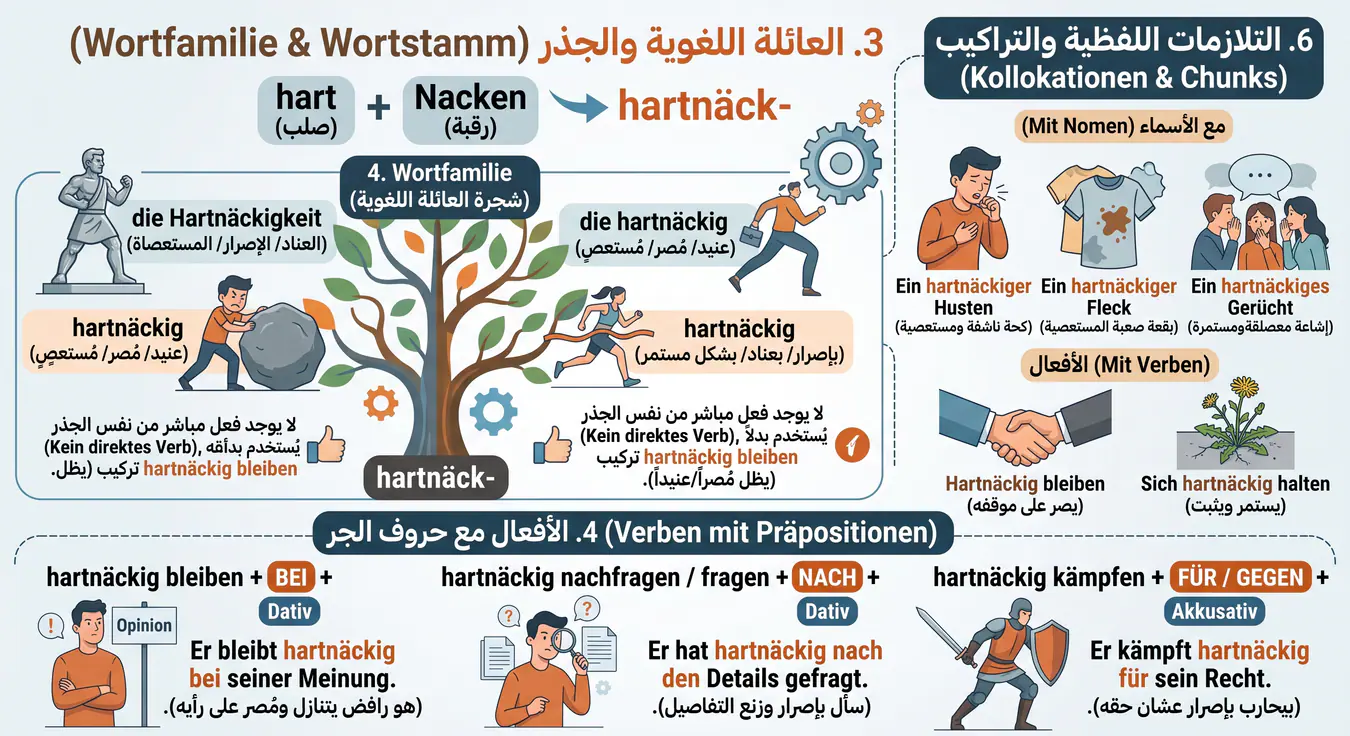 3. العائلة اللغوية والجذر (Wortfamilie & Wortstamm)
hart
(صلب)
+
Nacken
(رقبة)
hartnäck-
4. Wortfamilie
(شجرة العائلة اللغوية)
die Hartnäckigkeit
(العناد/ الإصرار/ المستعصاة)
die hartnäckig
(عنيد/ مُصر/ مُستعصٍ)
hartnäckig
(عنيد/ مُصر/ مُستعصٍ)
hartnäckig
(بإصرار/ بعناد/ بشكل مستمر)
لا يوجد فعل مباشر من نفس الجذر
(Kein direktes Verb), يُستخدم بدأقه
hartnäckig bleiben تركيب (يظل.
لا يوجد فعل مباشر من نفس الجذر
(Kein direktes Verb), يُستخدم بدلاً
hartnäckig bleiben تركيب
(يظل مُصراً/عنيداً).
hartnäck-
6. التلازمات اللفظية والتراكيب
(Kollokationen & Chunks)
مع الأسماء (Mit Nomen)
Ein hartnäckiger
Husten
(كحة ناشفة ومستعصية)
Ein hartnäckiger
Fleck
(بقعة صعبة المستعصية)
Ein hartnäckiges
Gerücht
(إشاعة معصلقةومستمرة)
الأفعال (Mit Verben)
Hartnäckig bleiben
(يصر على موقفه)
Sich hartnäckig halten
(يستمر ويثبت)
4. الأفعال مع حروف الجر (Verben mit Präpositionen)
hartnäckig bleiben + BEI +
Dativ
!
Opinion
Er bleibt hartnäckig
bei seiner Meinung.
(هو رافض يتنازل ومُصر على رأيه).
hartnäckig nachfragen / fragen + NACH +
Dativ
?
?
Er hat hartnäckig nach
den Details gefragt.
(سأل بإصرار وزنع التفاصيل).
hartnäckig kämpfen + FÜR / GEGEN +
Akkusativ
Er kämpft hartnäckig
für sein Recht.
(بيحارب بإصرار عشان حقه).